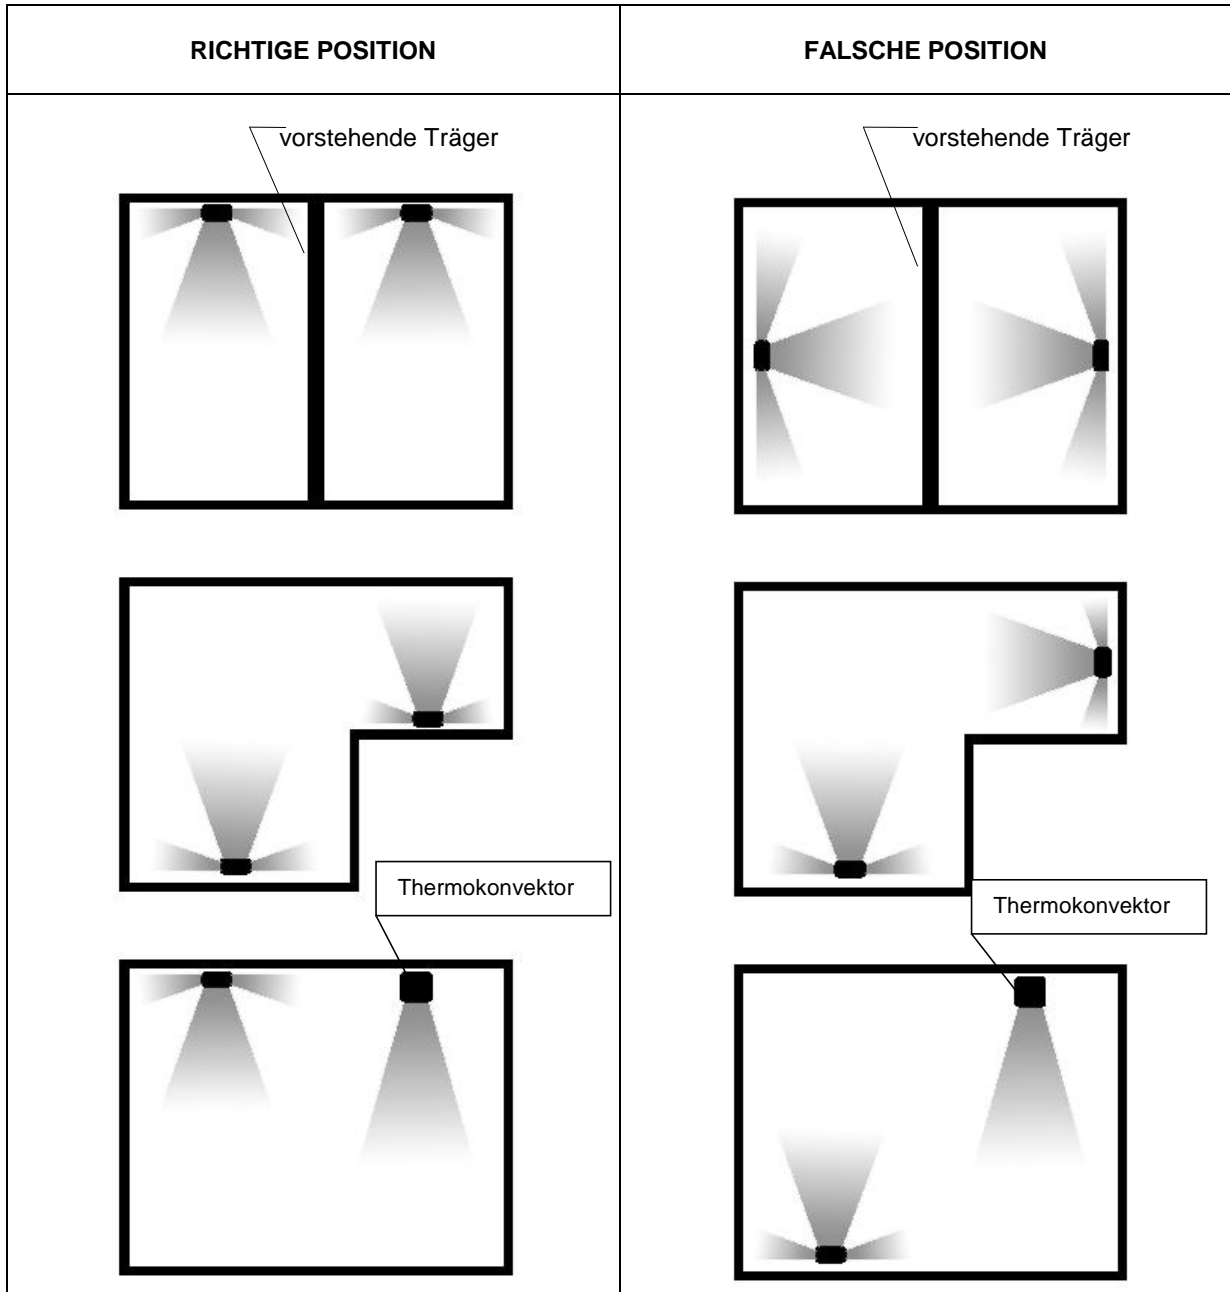 RICHTIGE POSITION
FALSCHE POSITION
vorstehende Träger
vorstehende Träger
Thermokonvektor
Thermokonvektor